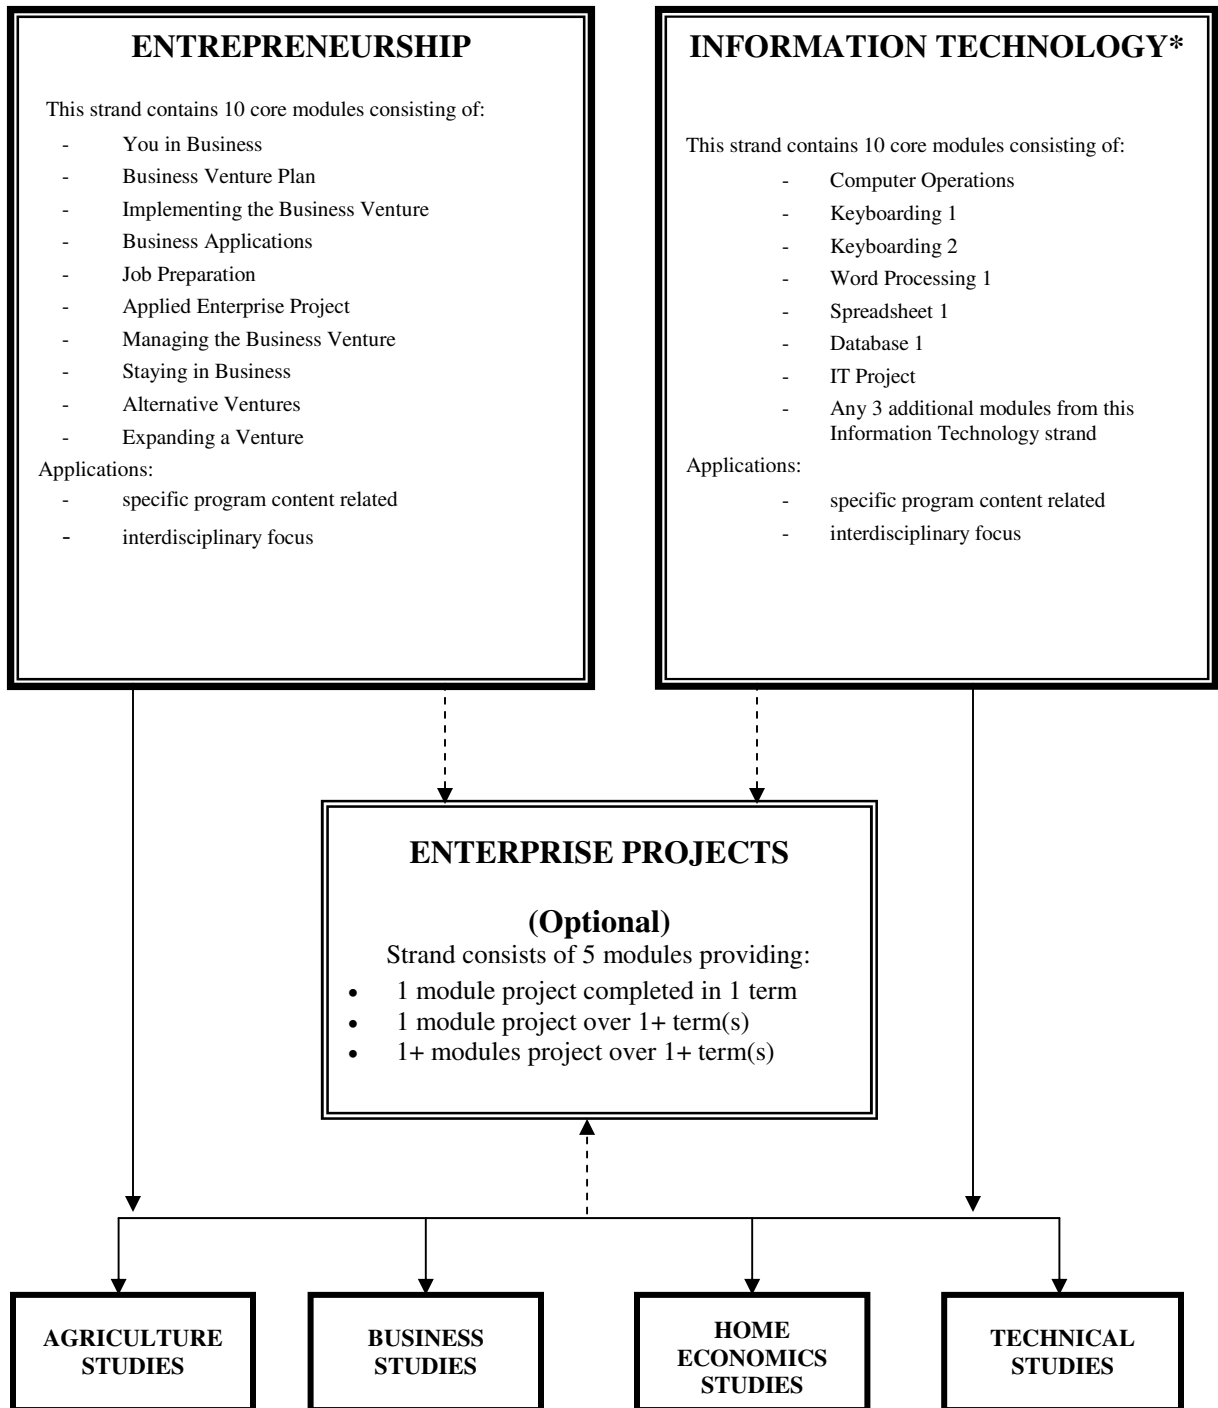 ENTREPRENEURSHIP
This strand contains 10 core modules consisting of:
- You in Business
- Business Venture Plan
- Implementing the Business Venture
- Business Applications
- Job Preparation
- Applied Enterprise Project
- Managing the Business Venture
- Staying in Business
- Alternative Ventures
- Expanding a Venture
Applications:
- specific program content related
- interdisciplinary focus
INFORMATION TECHNOLOGY*
This strand contains 10 core modules consisting of:
- Computer Operations
- Keyboarding 1
- Keyboarding 2
- Word Processing 1
- Spreadsheet 1
- Database 1
- IT Project
- Any 3 additional modules from this
Information Technology strand
Applications:
- specific program content related
- interdisciplinary focus
ENTERPRISE PROJECTS
(Optional)
Strand consists of 5 modules providing:
• 1 module project completed in 1 term
• 1 module project over 1+ term(s)
• 1+ modules project over 1+ term(s)
AGRICULTURE
STUDIES
BUSINESS
STUDIES
HOME
ECONOMICS
STUDIES
TECHNICAL
STUDIES